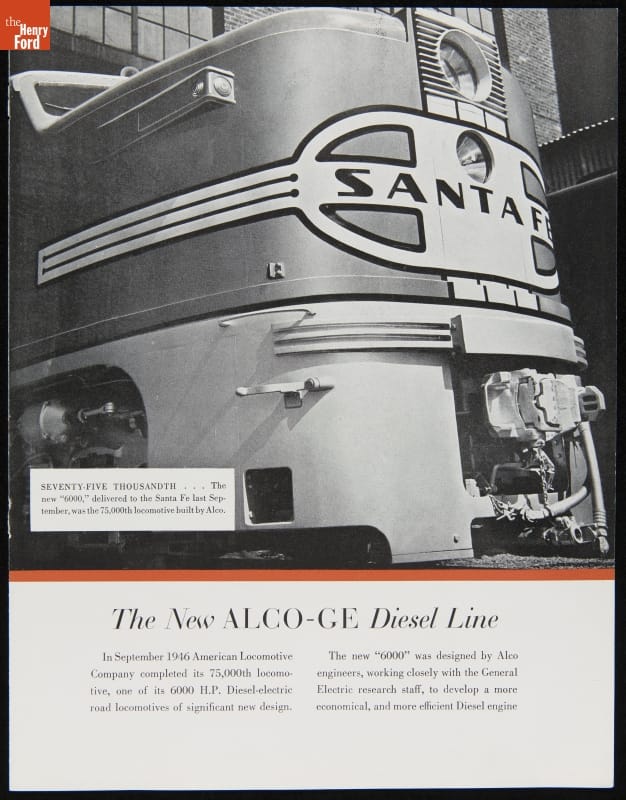 the
Henry
Ford
SANTA FE
SEVENTY-FIVE THOUSANDTH . . . The
new “6000,” delivered to the Santa Fe last Sep-
tember, was the 75,000th locomotive built by Alco.
The New ALCO-GE Diesel Line
In September 1946 American Locomotive
Company completed its 75,000th locomo-
tive, one of its 6000 H.P. Diesel-electric
road locomotives of significant new design.
The new “6000” was designed by Alco
engineers, working closely with the General
Electric research staff, to develop a more
economical, and more efficient Diesel engine